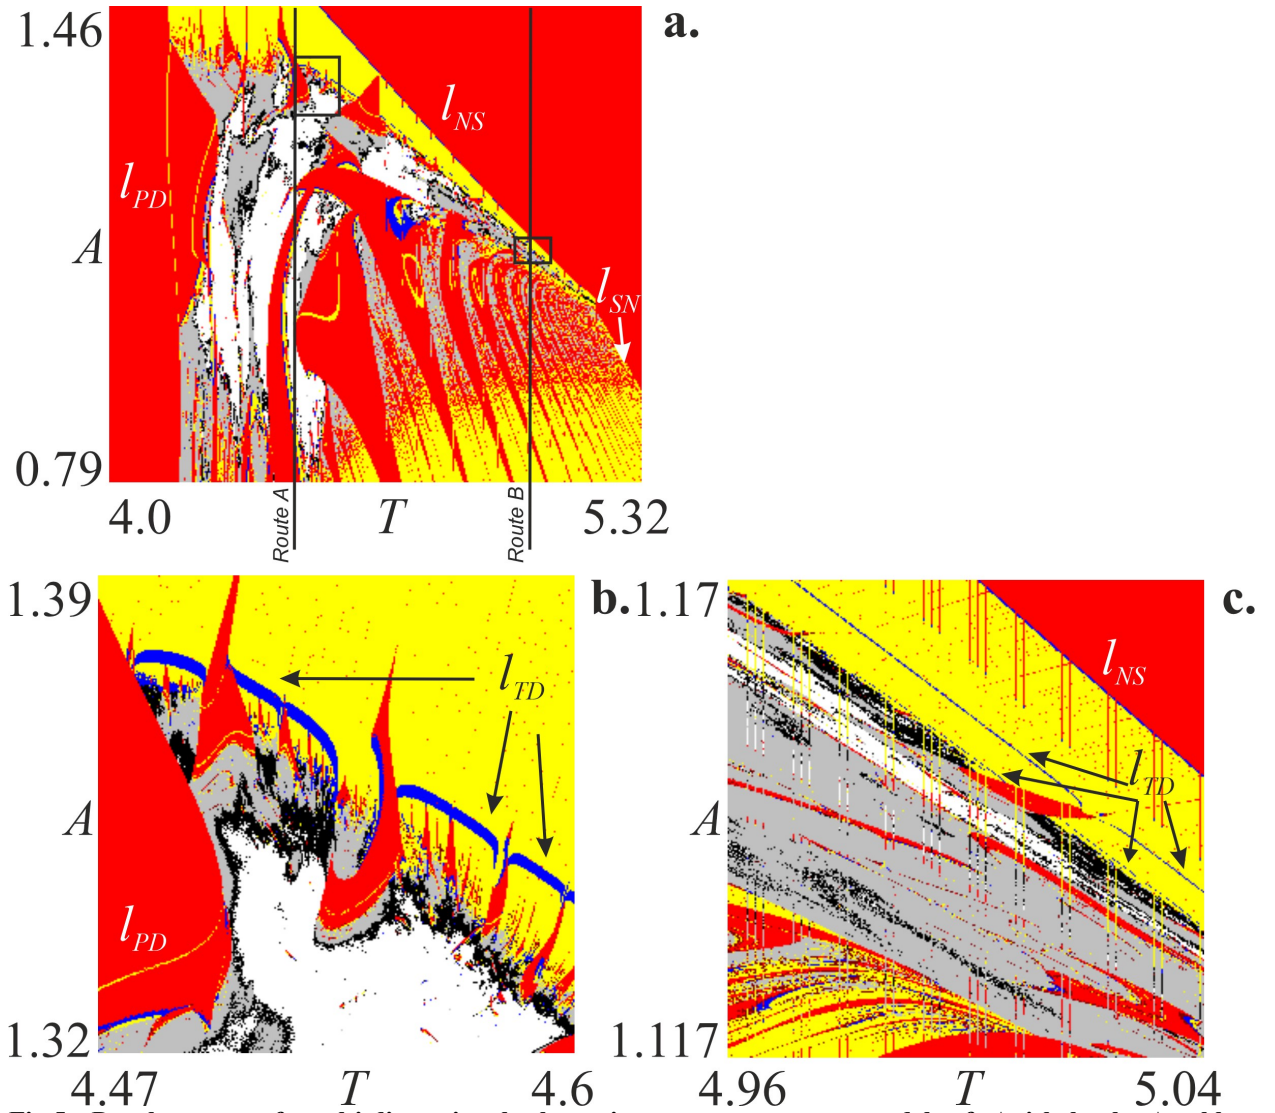 1.46
a.
l_NS
l_PD
A
l_SN
0.79
4.0
Route A
T
Route B
5.32
1.39
b.
l_TD
A
l_PD
1.32
4.47
T
4.6
1.17
c.
l_NS
l_TD
A
1.117
4.96
T
5.04